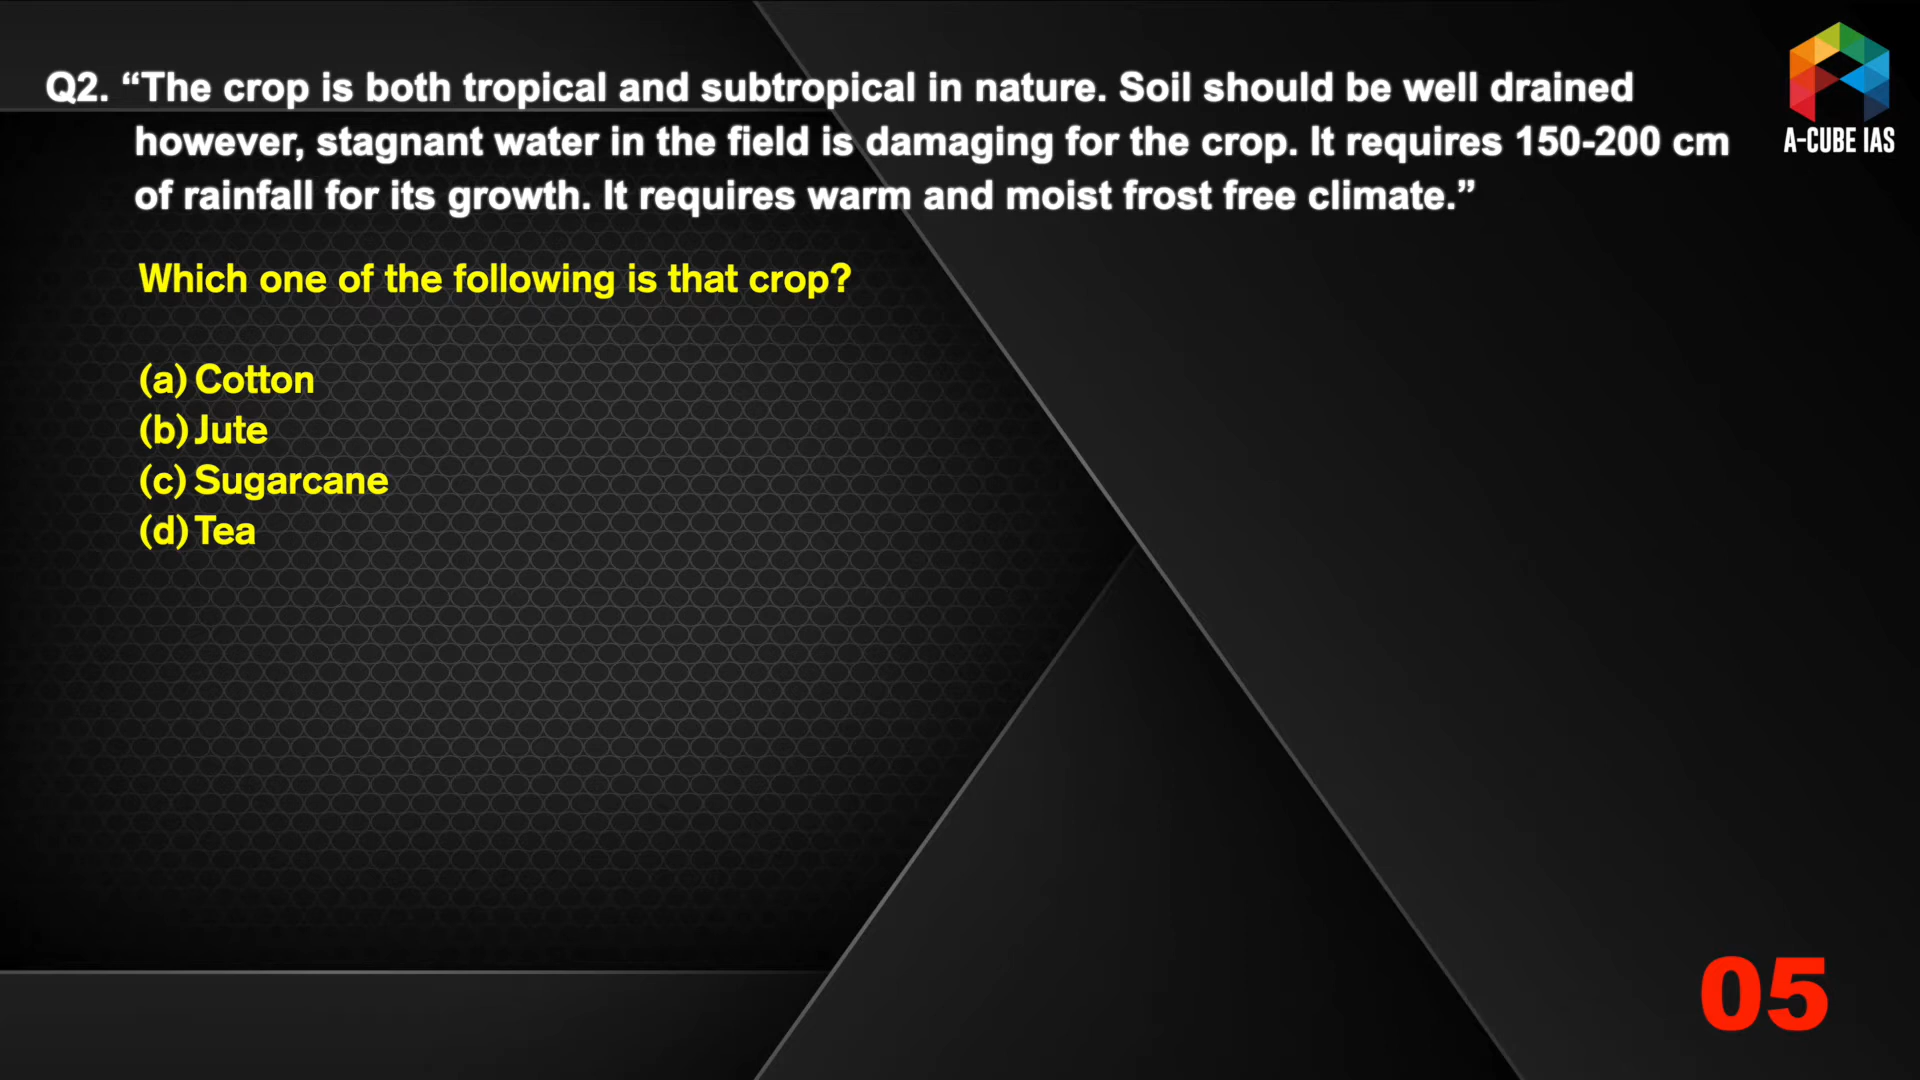 Q2. “The crop is both tropical and subtropical in nature. Soil should be well drained
however, stagnant water in the field is damaging for the crop. It requires 150-200 cm
of rainfall for its growth. It requires warm and moist frost free climate.”
A-CUBE IAS
Which one of the following is that crop?
(a) Cotton
(b) Jute
(c) Sugarcane
(d) Tea
05